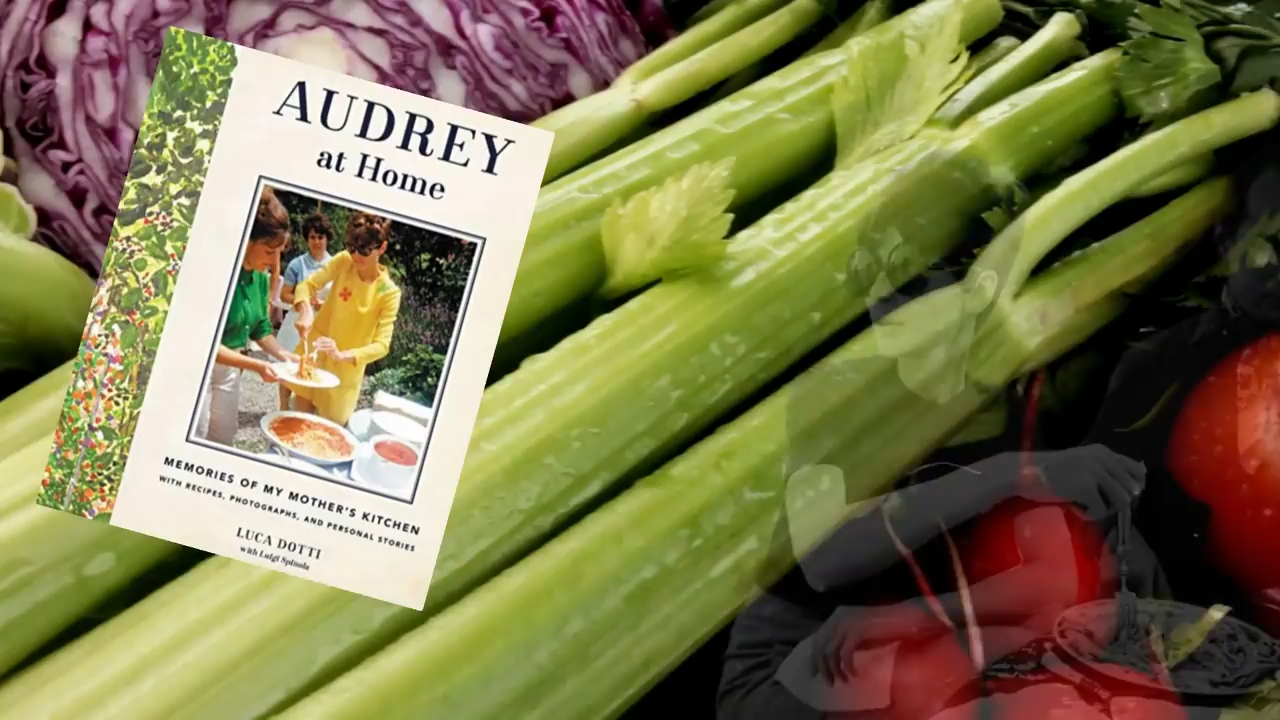 AUDREY
at Home
MEMORIES OF MY MOTHER'S KITCHEN
WITH RECIPES, PHOTOGRAPHS, AND PERSONAL STORIES
LUCA DOTTI
with Luigi Spinola